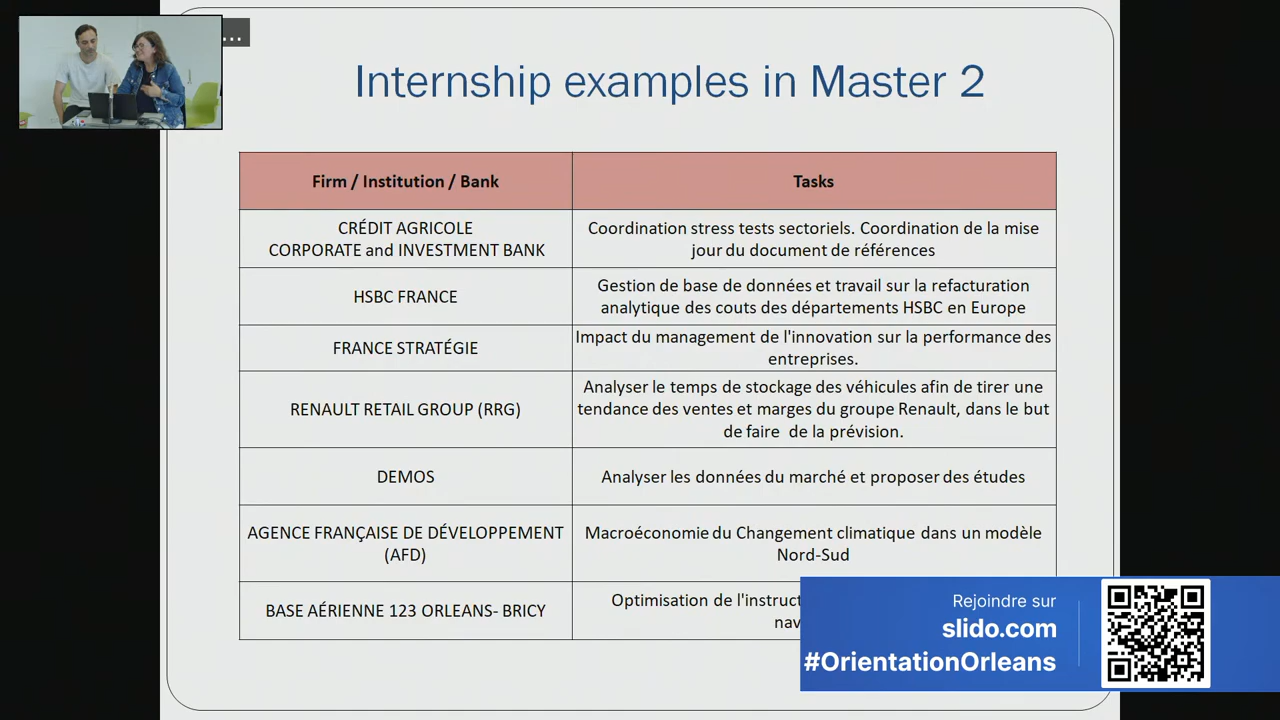 ...
Internship examples in Master 2
Firm / Institution / Bank
Tasks
CRÉDIT AGRICOLE
CORPORATE and INVESTMENT BANK
Coordination stress tests sectoriels. Coordination de la mise
jour du document de références
HSBC FRANCE
Gestion de base de données et travail sur la refacturation
analytique des couts des départements HSBC en Europe
FRANCE STRATÉGIE
Impact du management de l'innovation sur la performance des
entreprises.
RENAULT RETAIL GROUP (RRG)
Analyser le temps de stockage des véhicules afin de tirer une
tendance des ventes et marges du groupe Renault, dans le but
de faire de la prévision.
DEMOS
Analyser les données du marché et proposer des études
AGENCE FRANÇAISE DE DÉVELOPPEMENT
(AFD)
Macroéconomie du Changement climatique dans un modèle
Nord-Sud
BASE AÉRIENNE 123 ORLEANS- BRICY
Optimisation de l'instruct
nav
Rejoindre sur
slido.com
#OrientationOrleans